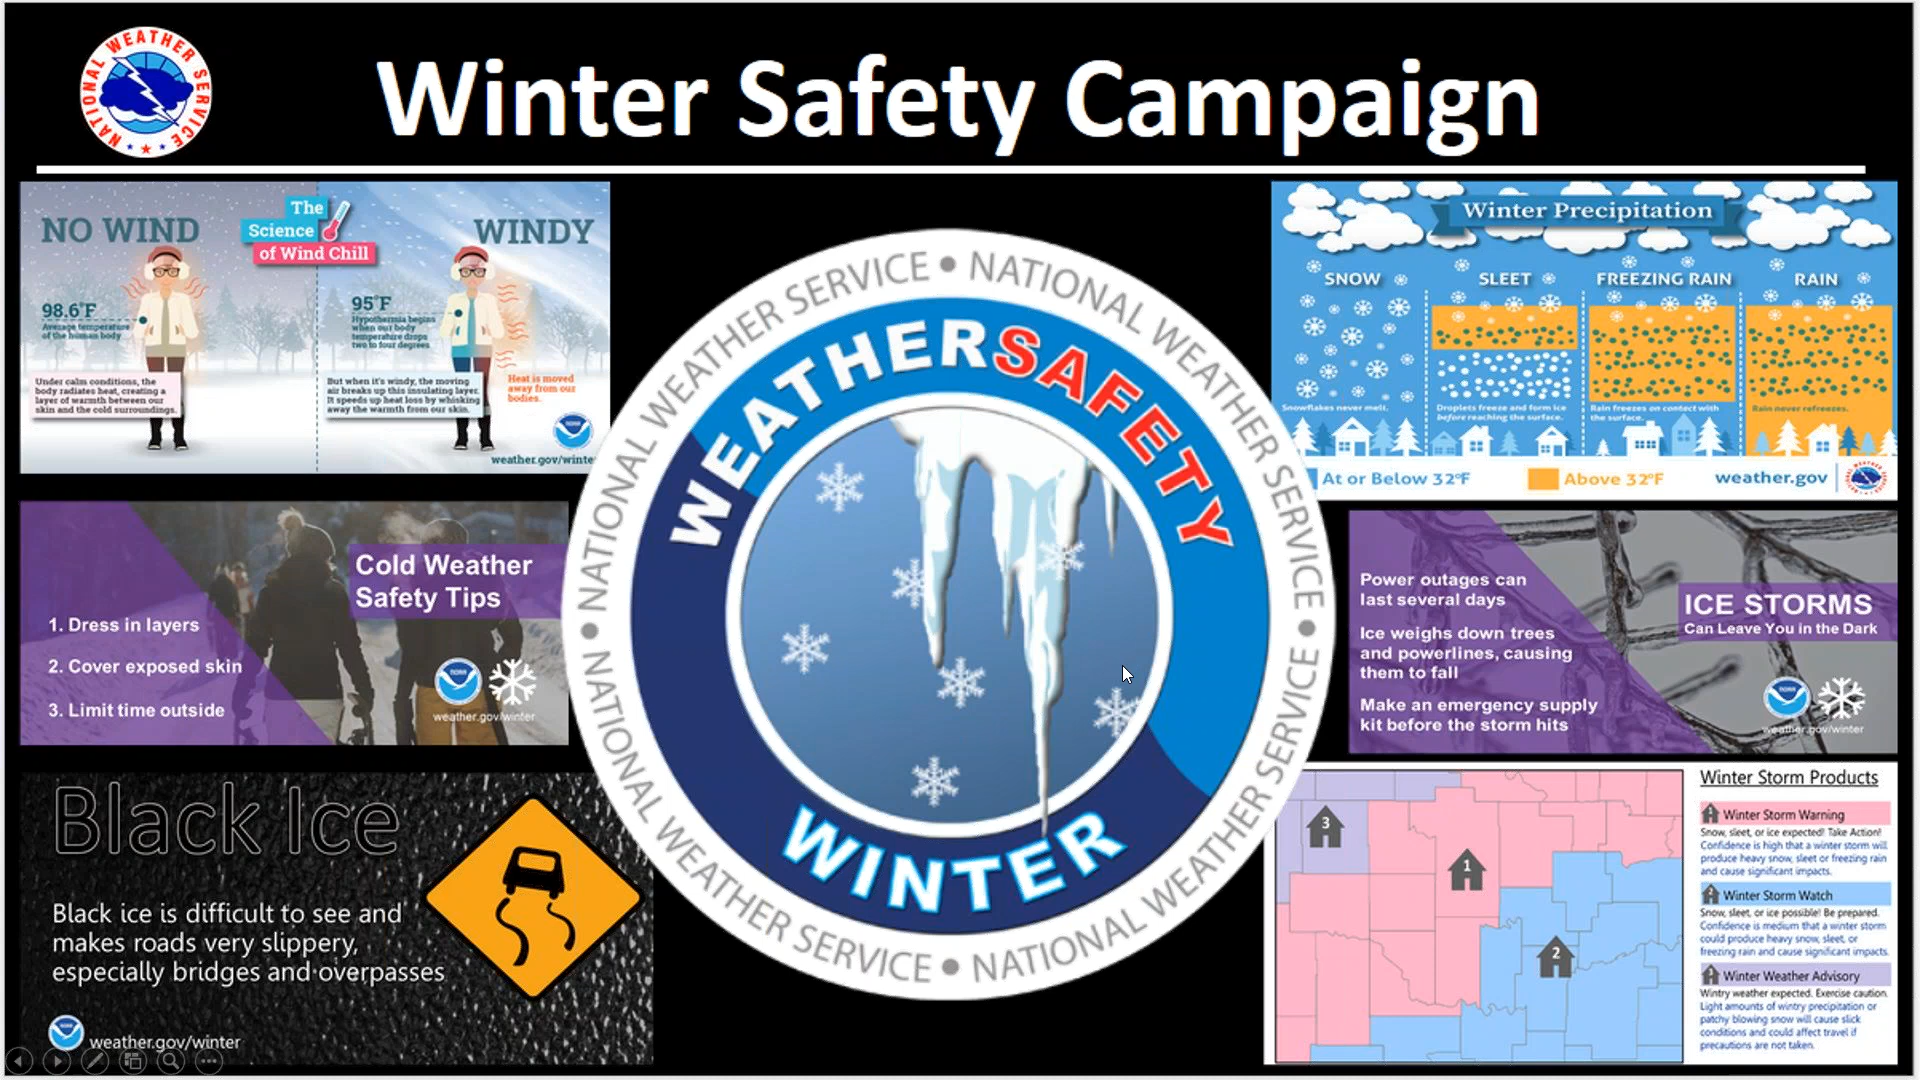 NATIONAL WEATHER SERVICE
Winter Safety Campaign
NO WIND
The
Science
of Wind Chill
WINDY
98.6°F
Average temperature
of the human body
95°F
Hypothermia begins
when our body
temperature drops
two to four degrees
Under calm conditions, the
body radiates heat, creating a
layer of warmth between our
skin and the cold surroundings.
But when it's windy, the moving
air breaks up this insulating layer.
It speeds up heat loss by whisking
away the warmth from our skin.
Heat is moved
away from our
bodies.
weather.gov/winte
Cold Weather
Safety Tips
1. Dress in layers
2. Cover exposed skin
3. Limit time outside
weather.gov/winter
Black Ice
Black ice is difficult to see and
makes roads very slippery,
especially bridges and overpasses
weather.gov/winter
NATIONAL WEATHER SERVICE • NATIONAL WEATHER SERVICE • NATIONAL WEATHER SERVICE • NATIONAL WEATHER SERVICE •
WEATHERSAFETY
WINTER
Winter Precipitation
SNOW
SLEET
FREEZING RAIN
RAIN
Snowflakes never melt.
Droplets freeze and form ice
before reaching the surface.
Rain freezes on contact with
the surface.
Rain never refreezes.
At or Below 32°F
Above 32°F
weather.gov
Power outages can
last several days
Ice weighs down trees
and powerlines, causing
them to fall
Make an emergency supply
kit before the storm hits
ICE STORMS
Can Leave You in the Dark
weather.gov/winter
3
1
2
Winter Storm Products
Winter Storm Warning
Snow, sleet, or ice expected! Take Action!
Confidence is high that a winter storm will
produce heavy snow, sleet or freezing rain
and cause significant impacts.
Winter Storm Watch
Snow, sleet, or ice possible! Be prepared.
Confidence is medium that a winter storm
could produce heavy snow, sleet, or
freezing rain and cause significant impacts.
Winter Weather Advisory
Wintry weather expected. Exercise caution.
Light amounts of wintry precipitation or
patchy blowing snow will cause slick
conditions and could affect travel if
precautions are not taken.